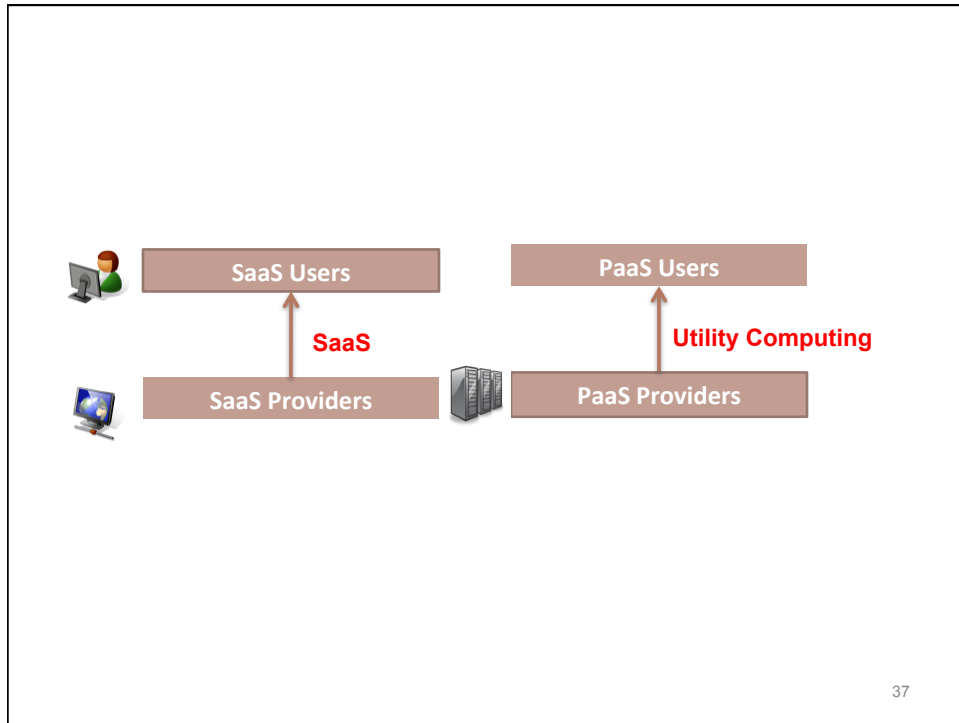 SaaS Users
PaaS Users
SaaS
Utility Computing
SaaS Providers
PaaS Providers
37